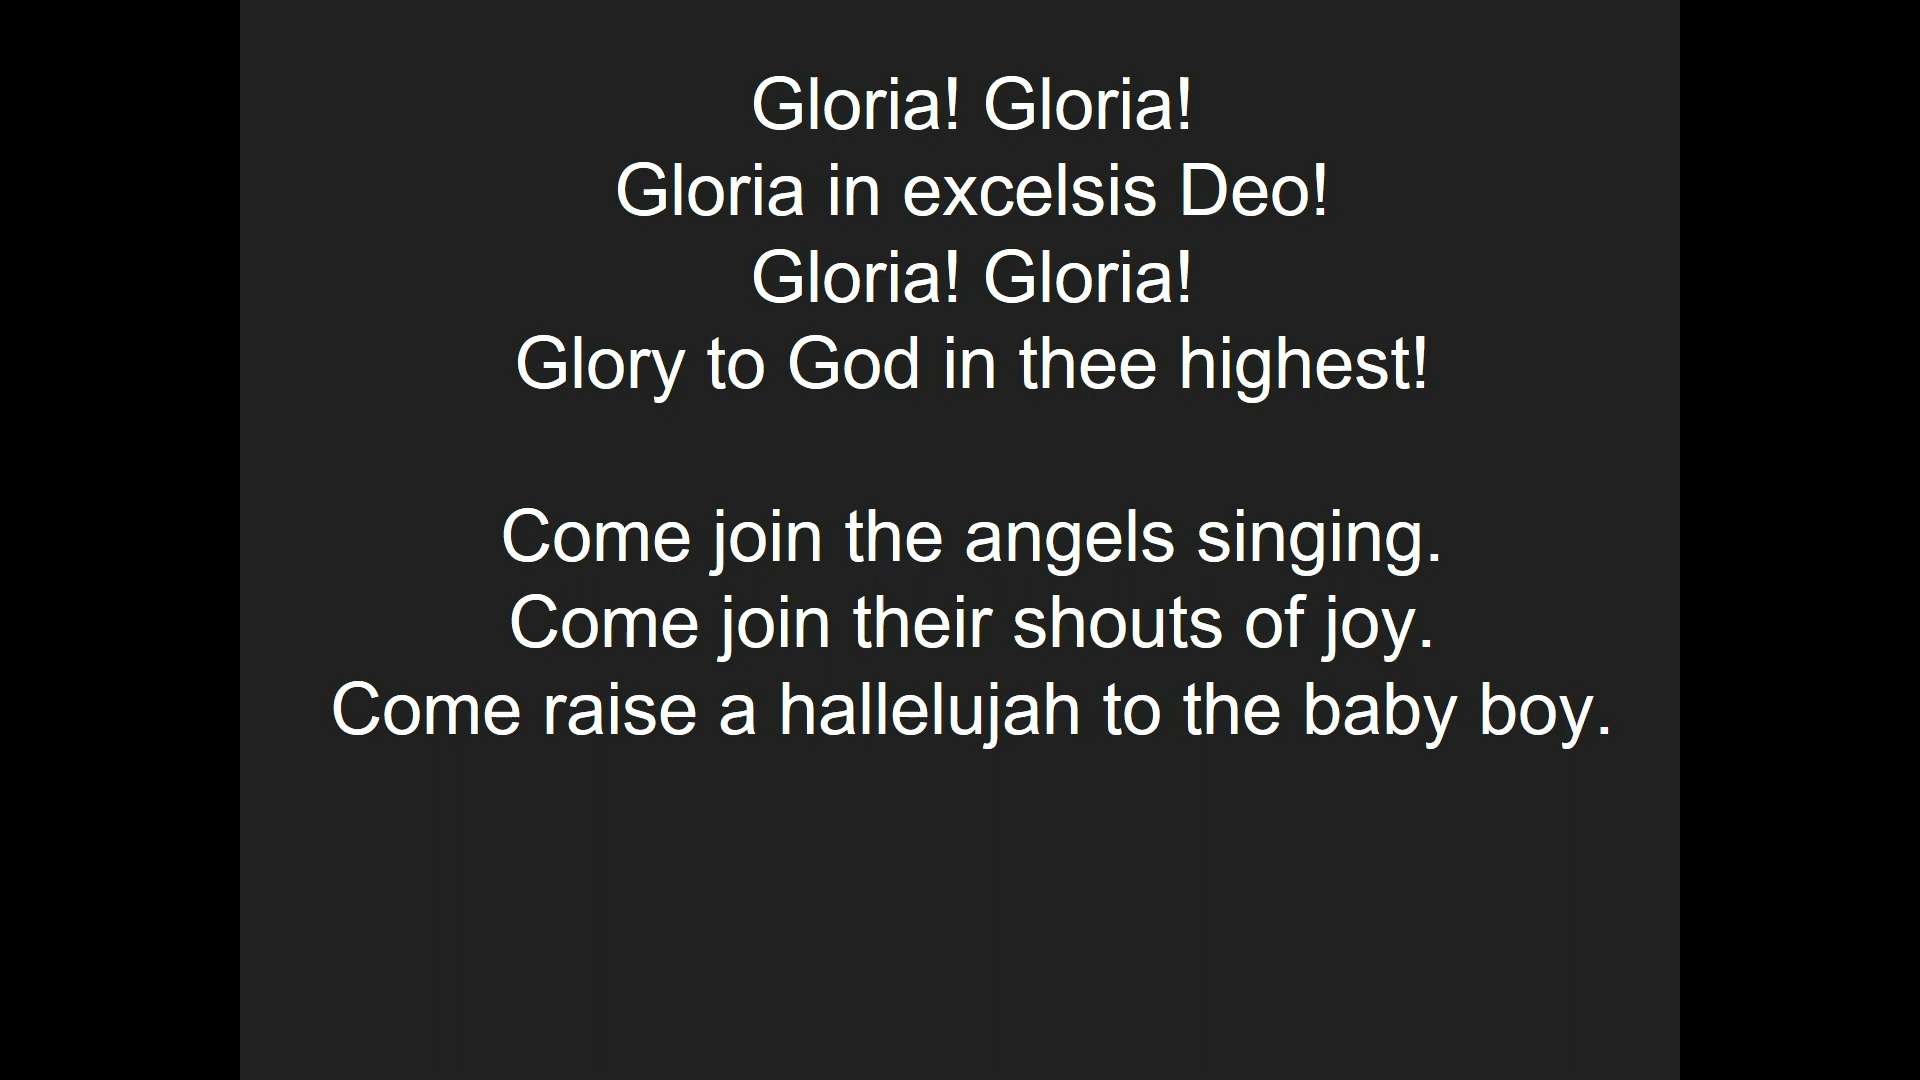 Gloria! Gloria!
Gloria in excelsis Deo!
Gloria! Gloria!
Glory to God in thee highest!
Come join the angels singing.
Come join their shouts of joy.
Come raise a hallelujah to the baby boy.